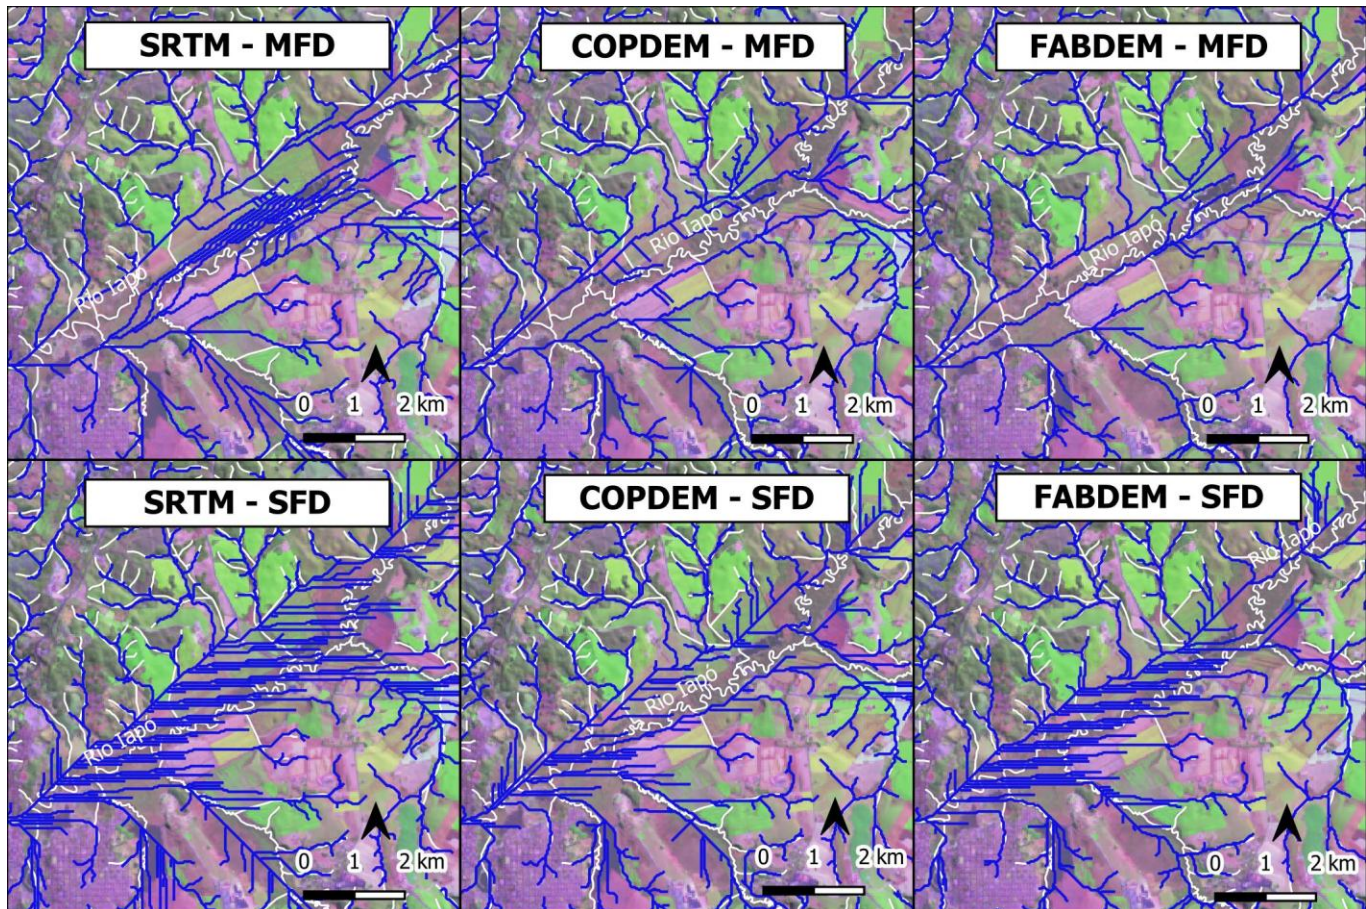 SRTM - MFD
COPDEM - MFD
FABDEM - MFD
Rio Iapó
Rio Iapó
Rio Iapó
0 1 2 km
0 1 2 km
0 1 2 km
SRTM - SFD
COPDEM - SFD
FABDEM - SFD
Rio Iapó
Rio Iapó
Rio Iapó
0 1 2 km
0 1 2 km
0 1 2 km